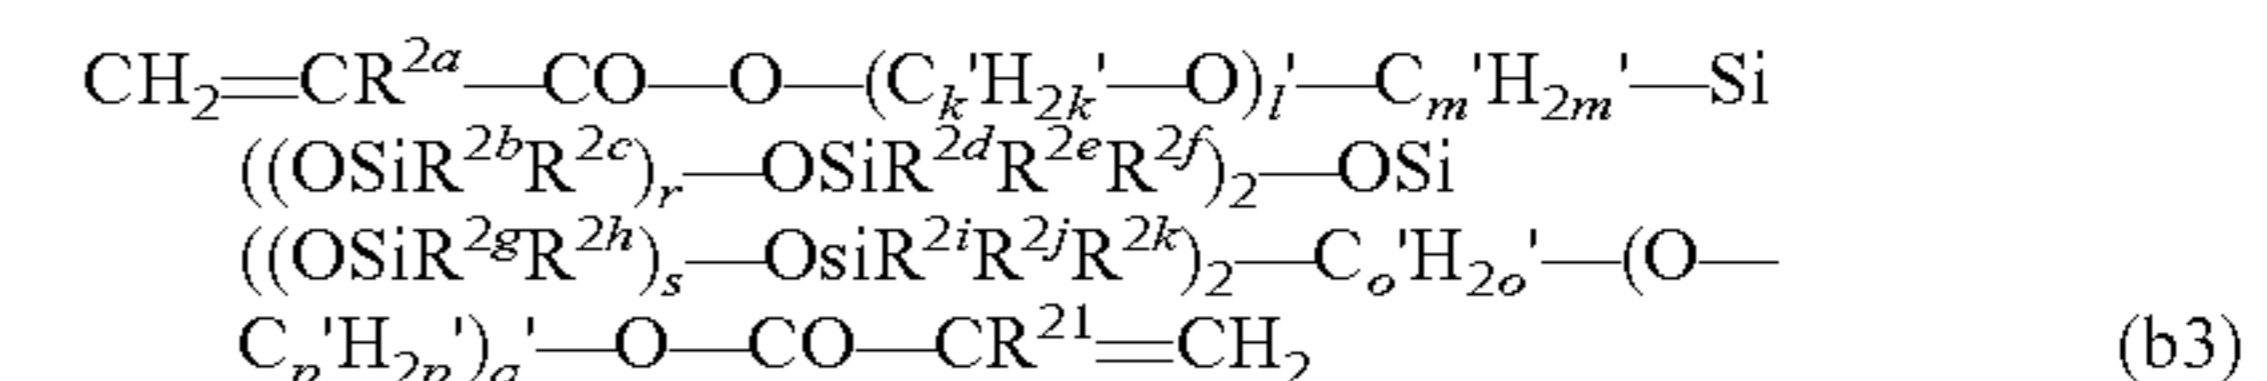 CH₂=CR²ᵃ—CO—O—(Cₖ'H₂ₖ'—O)ₗ'—Cₘ'H₂ₘ'—Si
((OSiR²ᵇR²ᶜ)ᵣ—OSiR²ᵈR²ᵉR²ᶠ)₂—OSi
((OSiR²ᵍR²ʰ)ₛ—OsiR²ⁱR²ʲR²ᵏ)₂—Cₒ'H₂ₒ'—(O—
Cₚ'H₂ₚ')q'—O—CO—CR²¹=CH₂ (b3)